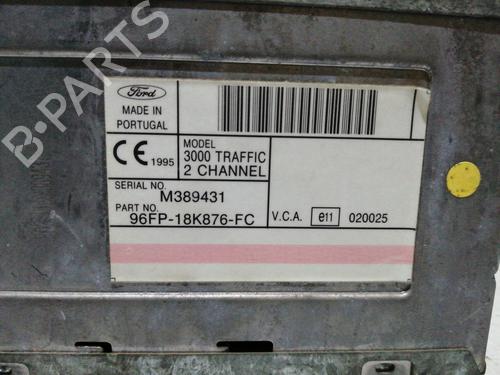 B-PARTS
Ford
MADE IN
PORTUGAL
CE 1995
MODEL
3000 TRAFFIC
2 CHANNEL
SERIAL NO.
M389431
PART NO.
96FP-18K876-FC
V.C.A. e11 020025